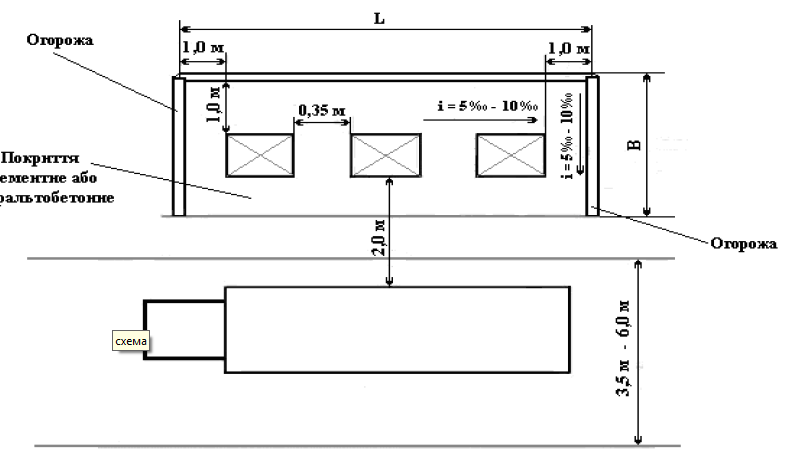 L
Огорожа
1,0 м
1,0 м
1,0 м
0,35 м
i = 5‰ - 10‰
i = 5‰ - 10‰
В
Покриття
ементне або
ральтобетонне
2,0 м
Огорожа
схема
3,5 м - 6,0 м